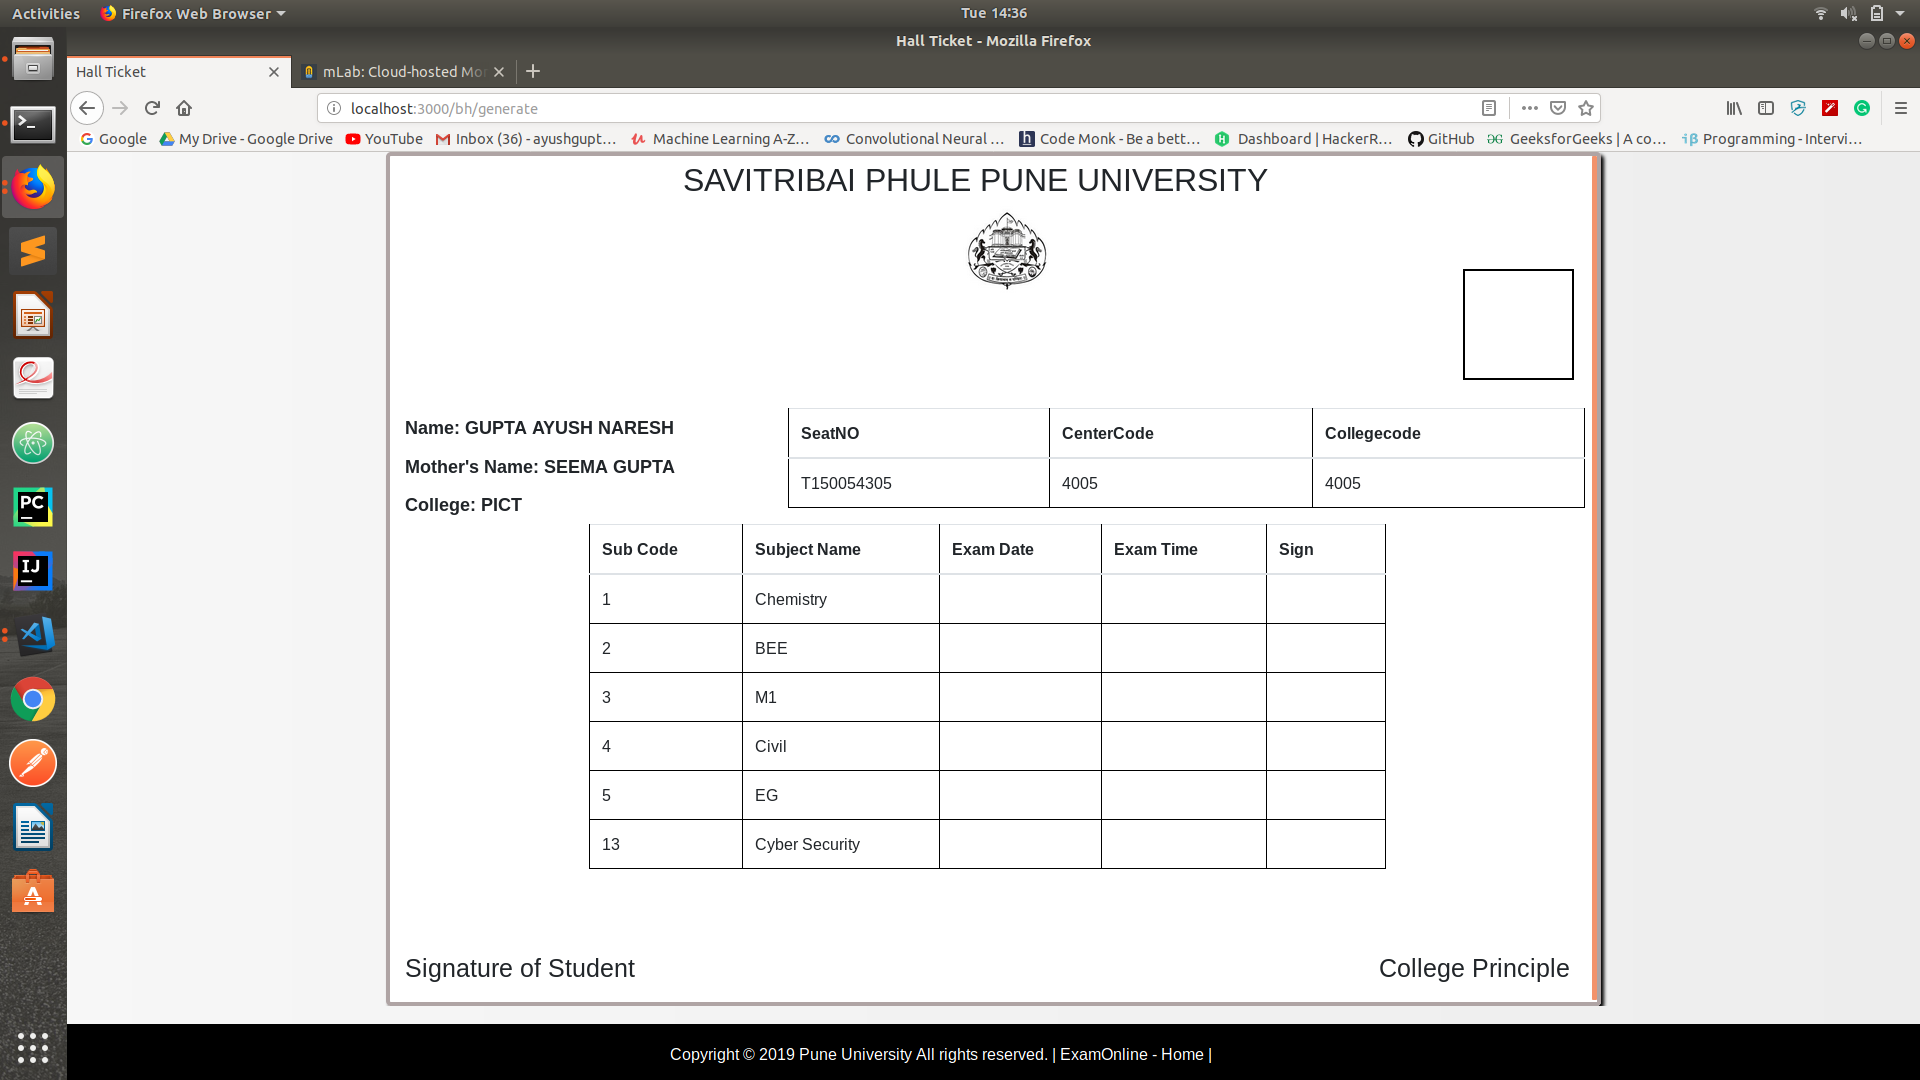 Activities Firefox Web Browser Tue 14:36
Hall Ticket - Mozilla Firefox
Hall Ticket mLab: Cloud-hosted Mo
localhost:3000/bh/generate
Google My Drive - Google Drive YouTube Inbox (36) - ayushgupt… Machine Learning A-Z… Convolutional Neural … Code Monk - Be a bett… Dashboard | HackerR… GitHub GeeksforGeeks | A co… Programming - Intervi…
SAVITRIBAI PHULE PUNE UNIVERSITY
Name: GUPTA AYUSH NARESH
Mother's Name: SEEMA GUPTA
College: PICT
SeatNO CenterCode Collegecode
T150054305 4005 4005
Sub Code Subject Name Exam Date Exam Time Sign
1 Chemistry
2 BEE
3 M1
4 Civil
5 EG
13 Cyber Security
Signature of Student College Principle
Copyright © 2019 Pune University All rights reserved. | ExamOnline - Home |
PC
IJ